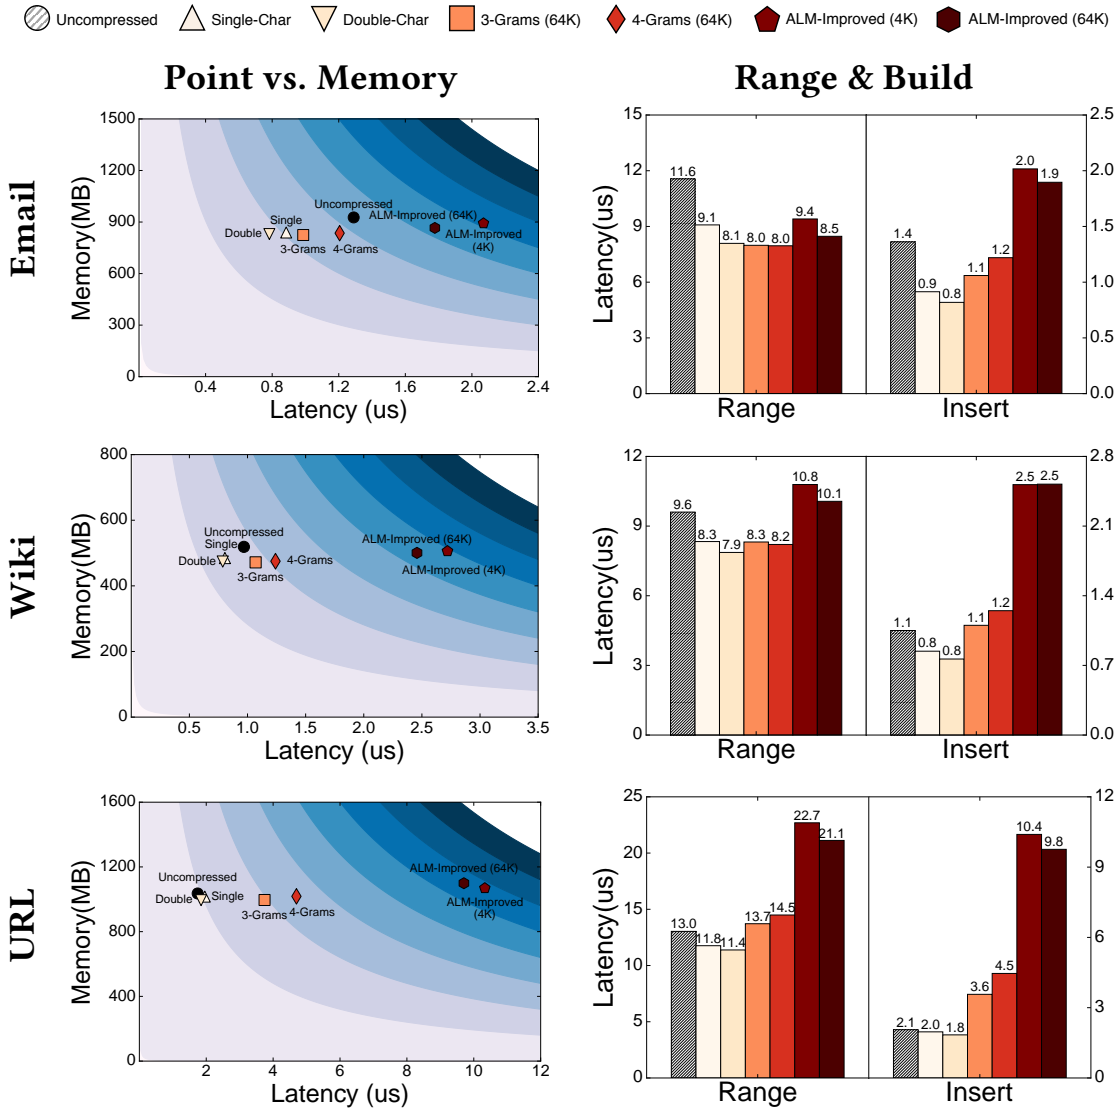 Uncompressed Single-Char Double-Char 3-Grams (64K) 4-Grams (64K) ALM-Improved (4K) ALM-Improved (64K)
Point vs. Memory
Range & Build
Email
Memory(MB)
1500
1200
900
600
300
0
Uncompressed
ALM-Improved (64K)
Single
Double
3-Grams
4-Grams
ALM-Improved
(4K)
0.4 0.8 1.2 1.6 2.0 2.4
Latency (us)
Latency(us)
15
12
9
6
3
0
11.6 9.1 8.1 8.0 8.0 9.4 8.5
Range
1.4 0.9 0.8 1.1 1.2 2.0 1.9
Insert
2.5
2.0
1.5
1.0
0.5
0.0
Wiki
Memory(MB)
800
600
400
200
0
Uncompressed
Single
Double
3-Grams
4-Grams
ALM-Improved (64K)
ALM-Improved (4K)
0.5 1.0 1.5 2.0 2.5 3.0 3.5
Latency (us)
Latency(us)
12
9
6
3
0
9.6 8.3 7.9 8.3 8.2 10.8 10.1
Range
1.1 0.8 0.8 1.1 1.2 2.5 2.5
Insert
2.8
2.1
1.4
0.7
0.0
URL
Memory(MB)
1600
1200
800
400
0
Uncompressed
Double
Single
3-Grams
4-Grams
ALM-Improved (64K)
ALM-Improved
(4K)
2 4 6 8 10 12
Latency (us)
Latency(us)
25
20
15
10
5
0
13.0 11.8 11.4 13.7 14.5 22.7 21.1
Range
2.1 2.0 1.8 3.6 4.5 10.4 9.8
Insert
12
9
6
3
0